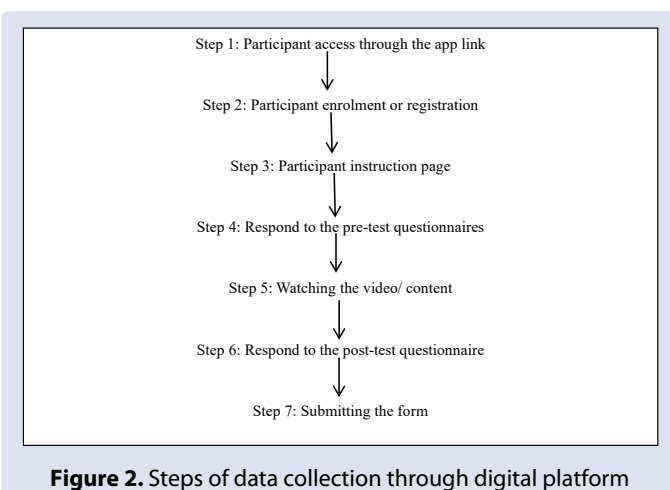 Step 1: Participant access through the app link
Step 2: Participant enrolment or registration
Step 3: Participant instruction page
Step 4: Respond to the pre-test questionnaires
Step 5: Watching the video/ content
Step 6: Respond to the post-test questionnaire
Step 7: Submitting the form
Figure 2. Steps of data collection through digital platform